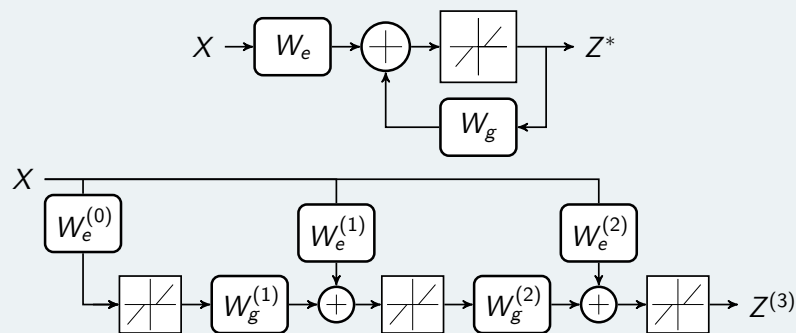 X W_e + Z*
W_g
X
W_e^{(0)} W_e^{(1)} W_e^{(2)}
W_g^{(1)} + W_g^{(2)} + Z^{(3)}